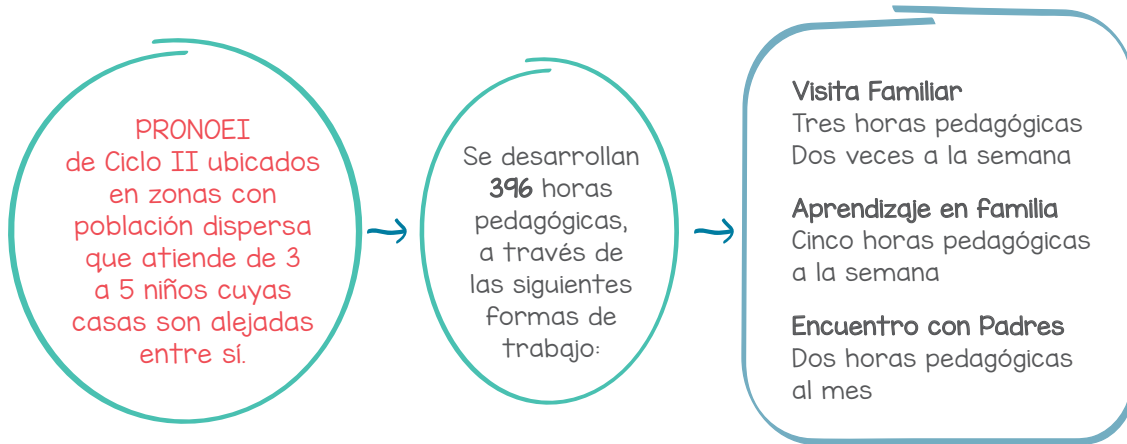 PRONOEI
de Ciclo II ubicados
en zonas con
población dispersa
que atiende de 3
a 5 niños cuyas
casas son alejadas
entre sí.
Se desarrollan
396 horas
pedagógicas,
a través de
las siguientes
formas de
trabajo:
Visita Familiar
Tres horas pedagógicas
Dos veces a la semana
Aprendizaje en familia
Cinco horas pedagógicas
a la semana
Encuentro con Padres
Dos horas pedagógicas
al mes